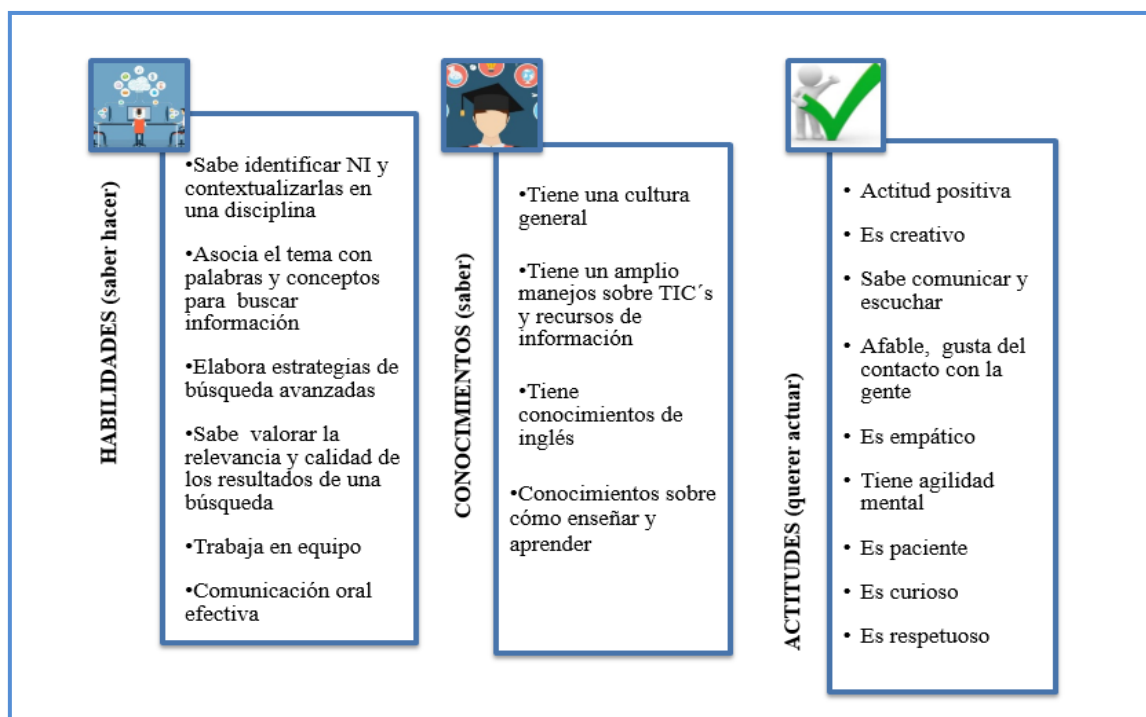 HABILIDADES (saber hacer)
•Sabe identificar NI y
contextualizarlas en
una disciplina
•Asocia el tema con
palabras y conceptos
para buscar
información
•Elabora estrategias de
búsqueda avanzadas
•Sabe valorar la
relevancia y calidad de
los resultados de una
búsqueda
•Trabaja en equipo
•Comunicación oral
efectiva
CONOCIMIENTOS (saber)
•Tiene una cultura
general
•Tiene un amplio
manejos sobre TIC´s
y recursos de
información
•Tiene
conocimientos de
inglés
•Conocimientos sobre
cómo enseñar y
aprender
ACTITUDES (querer actuar)
• Actitud positiva
• Es creativo
• Sabe comunicar y
escuchar
• Afable, gusta del
contacto con la
gente
• Es empático
• Tiene agilidad
mental
• Es paciente
• Es curioso
• Es respetuoso